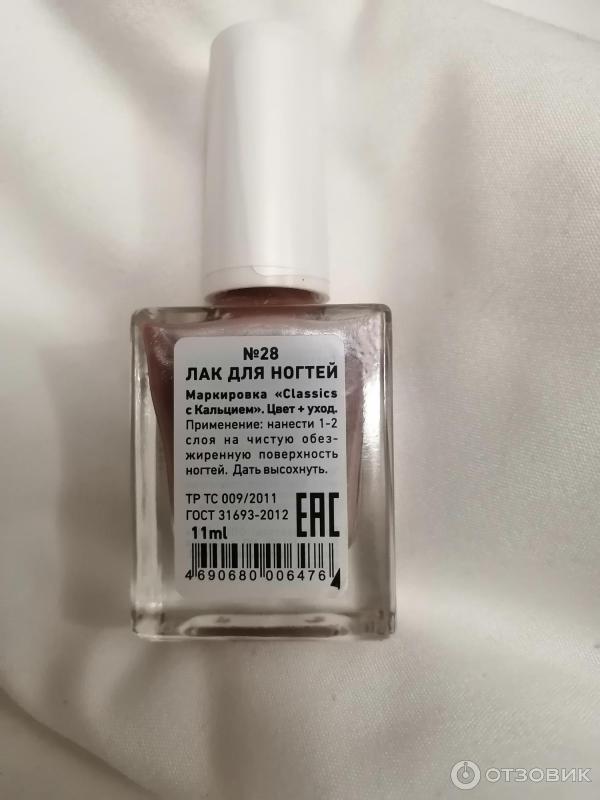 №28
ЛАК ДЛЯ НОГТЕЙ
Маркировка «Classics
с Кальцием». Цвет + уход.
Применение: нанести 1-2
слоя на чистую обез-
жиренную поверхность
ногтей. Дать высохнуть.
ТР ТС 009/2011
ГОСТ 31693-2012
EAC
11ml
4 690680 006476
ОТЗОВИК